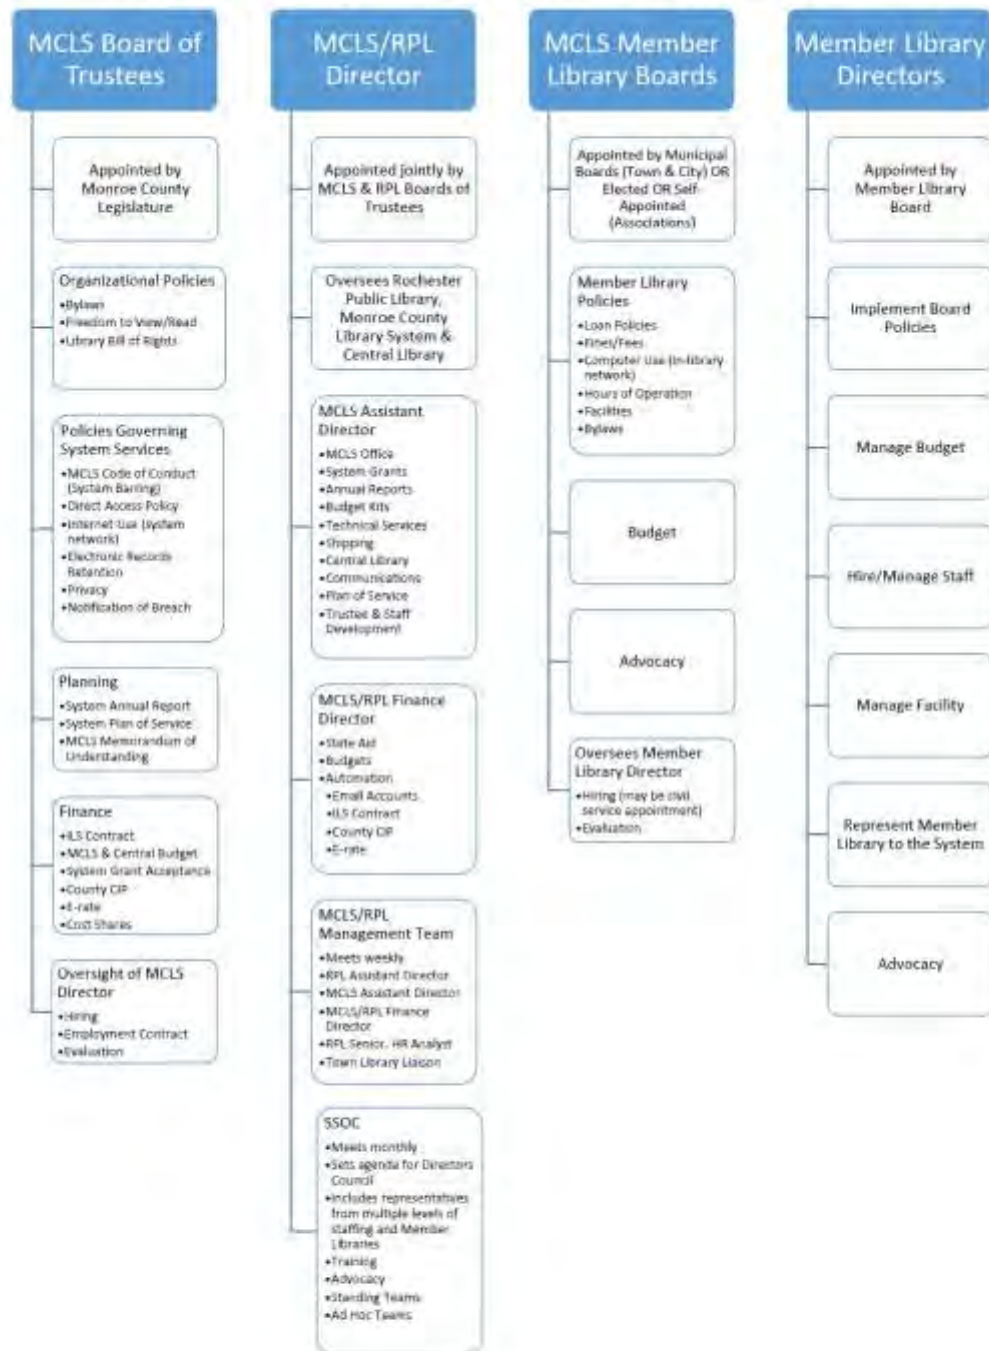 MCLS Board of
Trustees
Appointed by
Monroe County
Legislature
Organizational Policies
•Bylaws
•Freedom to View/Read
•Library Bill of Rights
Policies Governing
System Services
•MCLS Code of Conduct
(System Barring)
•Direct Access Policy
•Internet Use (system
network)
•Electronic Records
Retention
•Privacy
•Notification of Breach
Planning
•System Annual Report
•System Plan of Service
•MCLS Memorandum of
Understanding
Finance
•ILS Contract
•MCLS & Central Budget
•System Grant Acceptance
•County CIP
•E-rate
•Cost Shares
Oversight of MCLS
Director
•Hiring
•Employment Contract
•Evaluation
MCLS/RPL
Director
Appointed jointly by
MCLS & RPL Boards of
Trustees
Oversees Rochester
Public Library,
Monroe County
Library System &
Central Library
MCLS Assistant
Director
•MCLS Office
•System Grants
•Annual Reports
•Budget Kits
•Technical Services
•Shipping
•Central Library
•Communications
•Plan of Service
•Trustee & Staff
Development
MCLS/RPL Finance
Director
•State Aid
•Budgets
•Automation
•Email Accounts
•ILS Contract
•County CIP
•E-rate
MCLS/RPL
Management Team
•Meets weekly
•RPL Assistant Director
•MCLS Assistant Director
•MCLS/RPL Finance
Director
•RPL Senior. HR Analyst
•Town Library Liaison
SSOC
•Meets monthly
•Sets agenda for Directors
Council
•Includes representatives
from multiple levels of
staffing and Member
Libraries
•Training
•Advocacy
•Standing Teams
•Ad Hoc Teams
MCLS Member
Library Boards
Appointed by Municipal
Boards (Town & City) OR
Elected OR Self-
Appointed
(Associations)
Member Library
Policies
•Loan Policies
•Fines/Fees
•Computer Use (in-library
network)
•Hours of Operation
•Facilities
•Bylaws
Budget
Advocacy
Oversees Member
Library Director
•Hiring (may be civil
service appointment)
•Evaluation
Member Library
Directors
Appointed by
Member Library
Board
Implement Board
Policies
Manage Budget
Hire/Manage Staff
Manage Facility
Represent Member
Library to the System
Advocacy